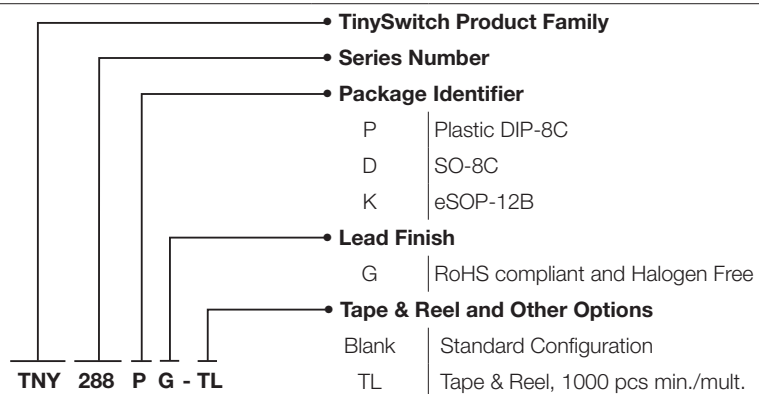 TinySwitch Product Family
Series Number
Package Identifier
P Plastic DIP-8C
D SO-8C
K eSOP-12B
Lead Finish
G RoHS compliant and Halogen Free
Tape & Reel and Other Options
Blank Standard Configuration
TNY 288 P G - TL TL Tape & Reel, 1000 pcs min./mult.